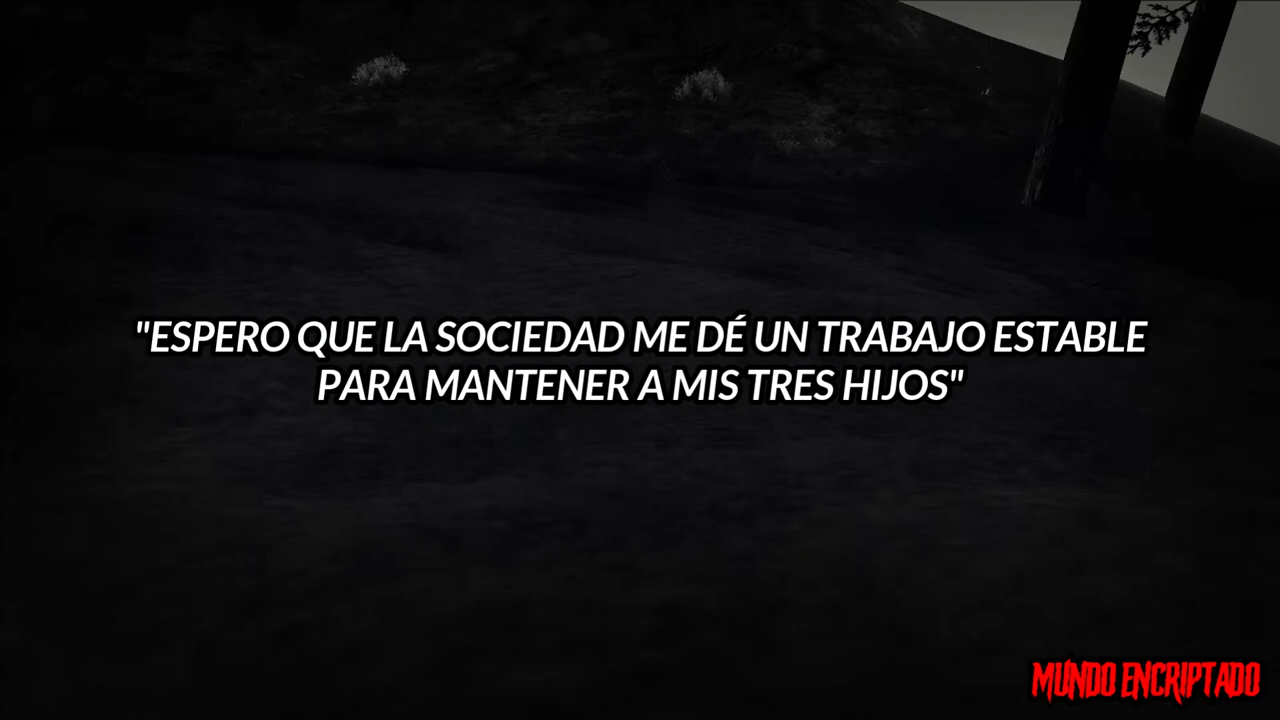 "ESPERO QUE LA SOCIEDAD ME DÉ UN TRABAJO ESTABLE
PARA MANTENER A MIS TRES HIJOS"
MUNDO ENCRIPTADO